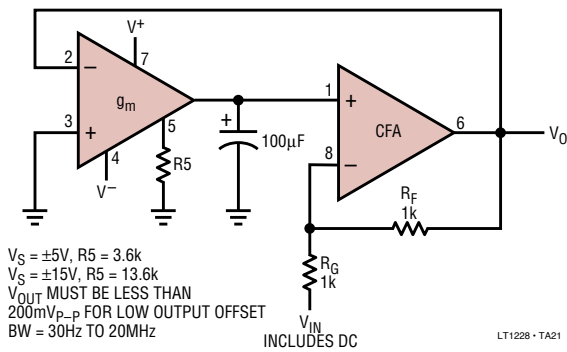 V+
7
2
−
gm
3
+
4
V−
5
R5
+
100µF
1
+
CFA
6
VO
8
−
RF
1k
RG
1k
VIN
INCLUDES DC
VS = ±5V, R5 = 3.6k
VS = ±15V, R5 = 13.6k
VOUT MUST BE LESS THAN
200mVP–P FOR LOW OUTPUT OFFSET
BW = 30Hz TO 20MHz
LT1228 • TA21